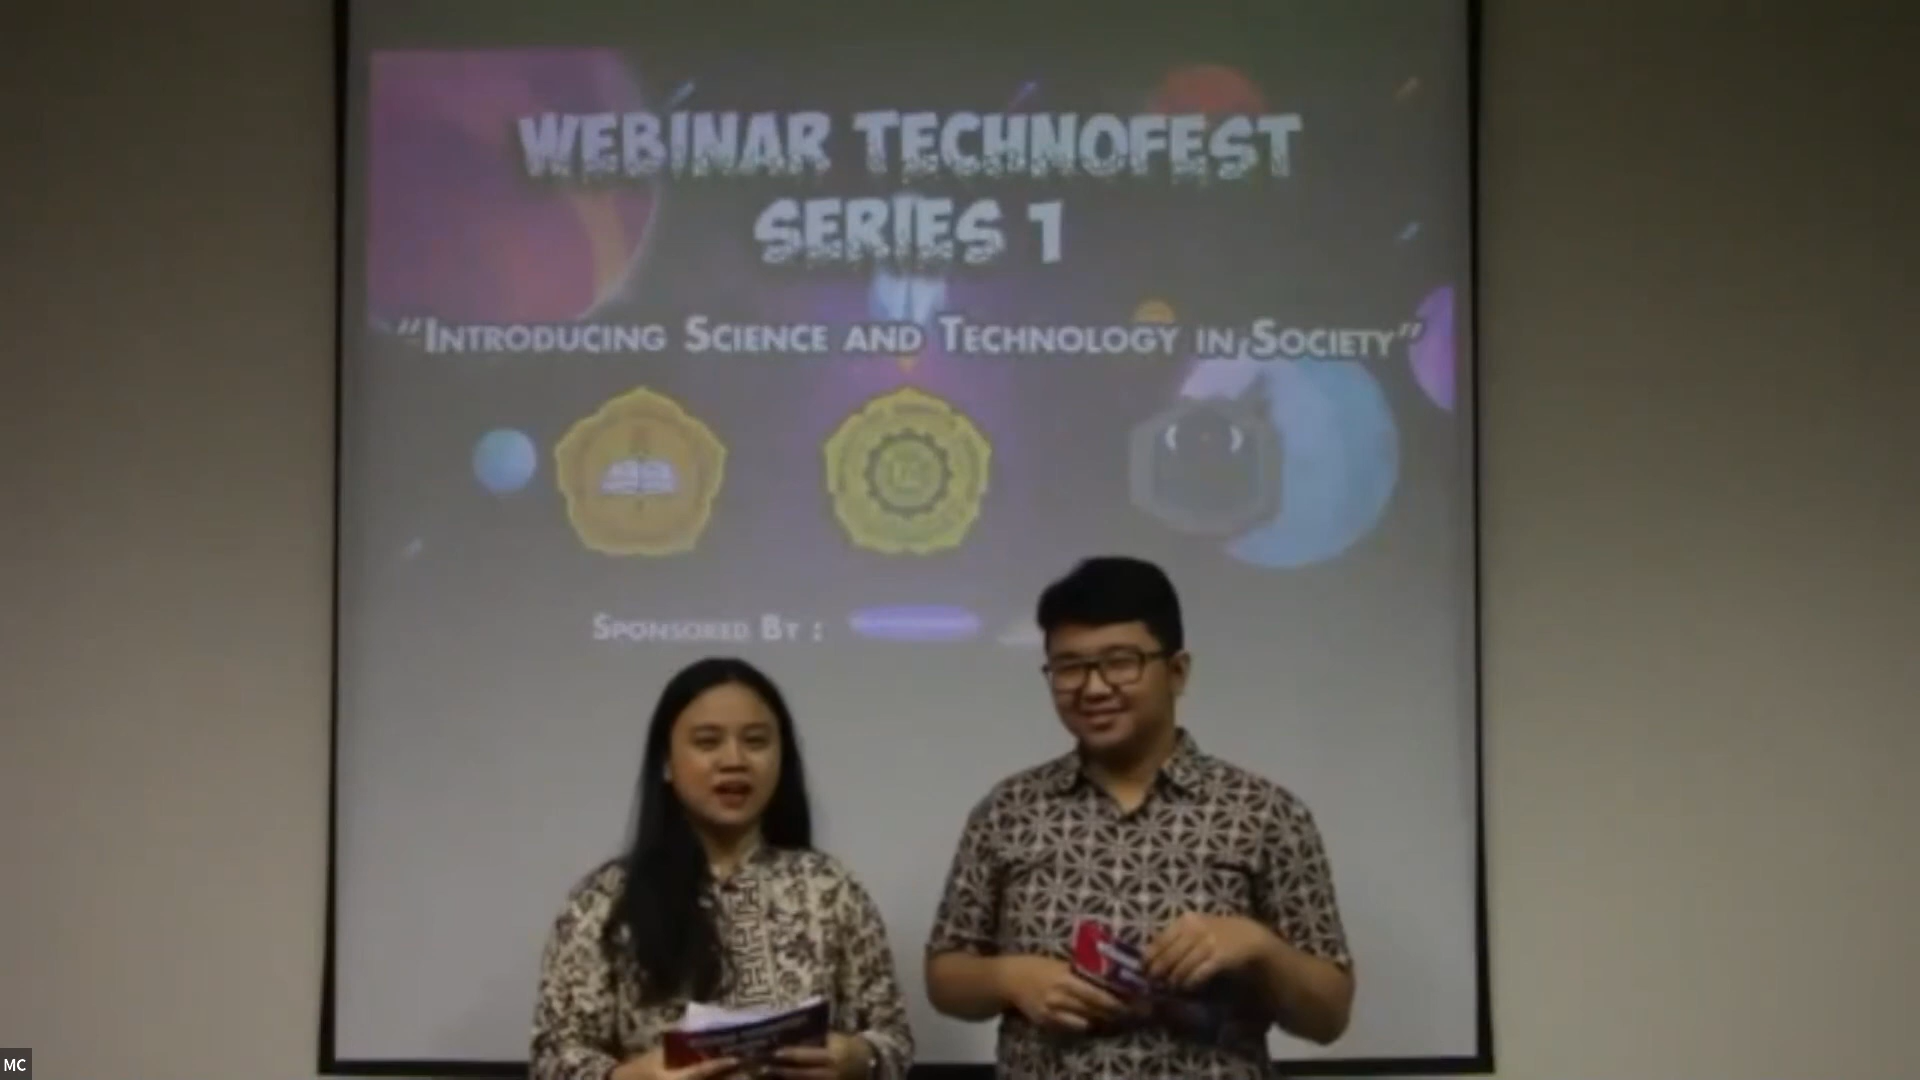 WEBINAR TECHNOFEST
SERIES 1
"INTRODUCING SCIENCE AND TECHNOLOGY IN SOCIETY"
SPONSORED BY :
MC